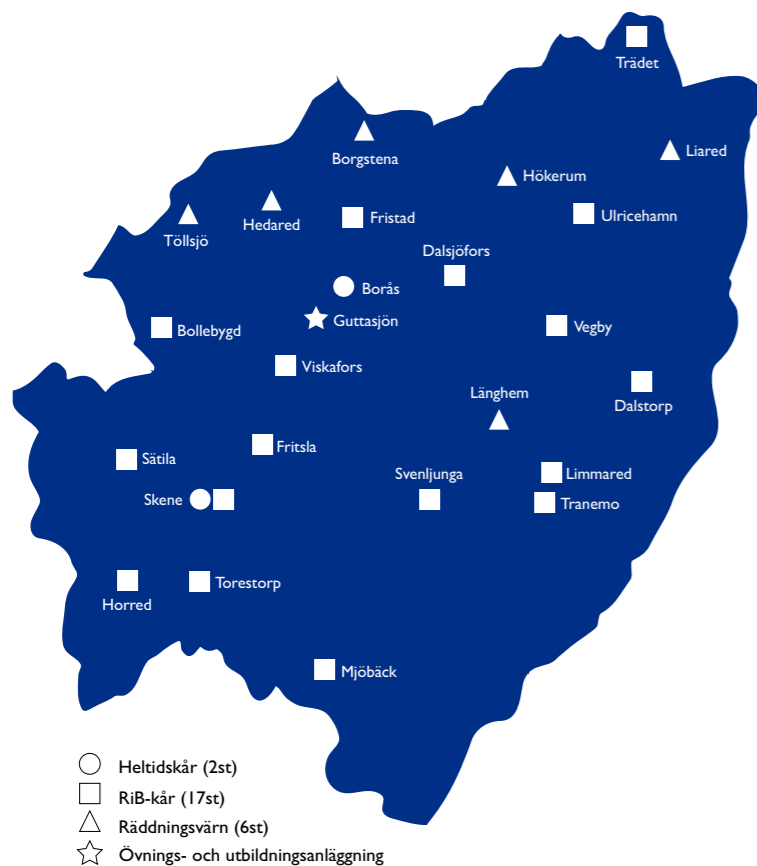 Trädet
Borgstena
Liared
Hökerum
Hedared
Fristad
Ulricehamn
Töllsjö
Dalsjöfors
Borås
Guttasjön
Bollebygd
Vegby
Viskafors
Länghem
Dalstorp
Fritsla
Sätila
Svenljunga
Limmared
Skene
Tranemo
Torestorp
Horred
Mjöbäck
Heltidskår (2st)
RiB-kår (17st)
Räddningsvärn (6st)
Övnings- och utbildningsanläggning